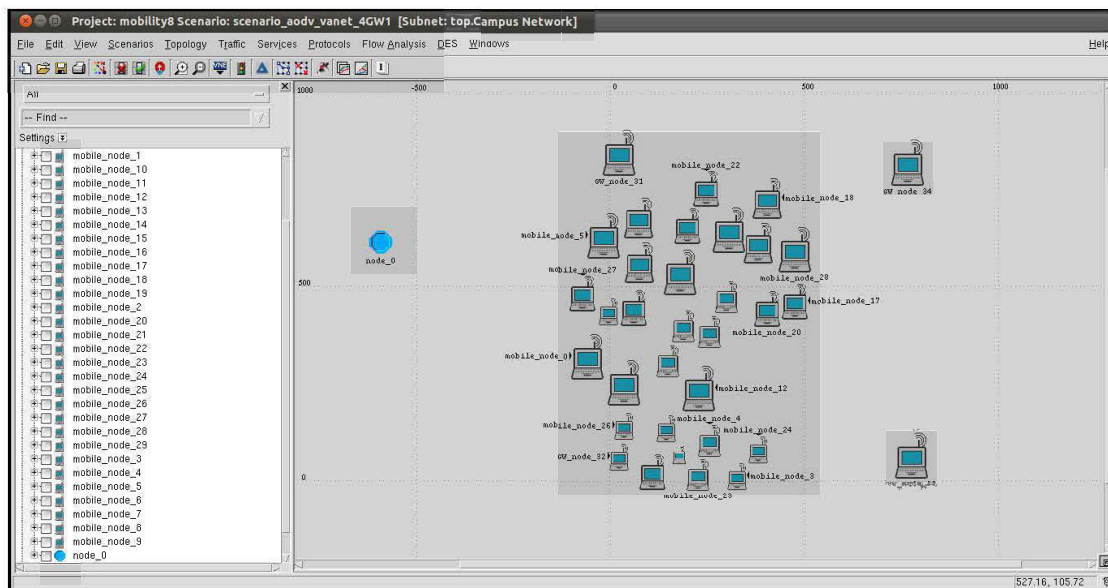 Project: mobility8 Scenario: scenario_aodv_vanet_4GW1 [Subnet: top.Campus Network]
File Edit View Scenarios Topology Traffic Services Protocols Flow Analysis DES Windows Help
All
-- Find --
Settings
mobile_node_1
mobile_node_10
mobile_node_11
mobile_node_12
mobile_node_13
mobile_node_14
mobile_node_15
mobile_node_16
mobile_node_17
mobile_node_18
mobile_node_19
mobile_node_2
mobile_node_20
mobile_node_21
mobile_node_22
mobile_node_23
mobile_node_24
mobile_node_25
mobile_node_26
mobile_node_27
mobile_node_28
mobile_node_29
mobile_node_3
mobile_node_4
mobile_node_5
mobile_node_6
mobile_node_7
mobile_node_8
mobile_node_9
node_0
1000 -500 0 500 1000
mobile_node_22
GW_node_31
GW_node_34
mobile_node_18
mobile_node_5
node_0
mobile_node_27
mobile_node_28
500
mobile_node_17
mobile_node_20
mobile_node_0
mobile_node_12
mobile_node_4
mobile_node_26
mobile_node_24
GW_node_32
0
mobile_node_3
mobile_node_23
527.16, 105.72